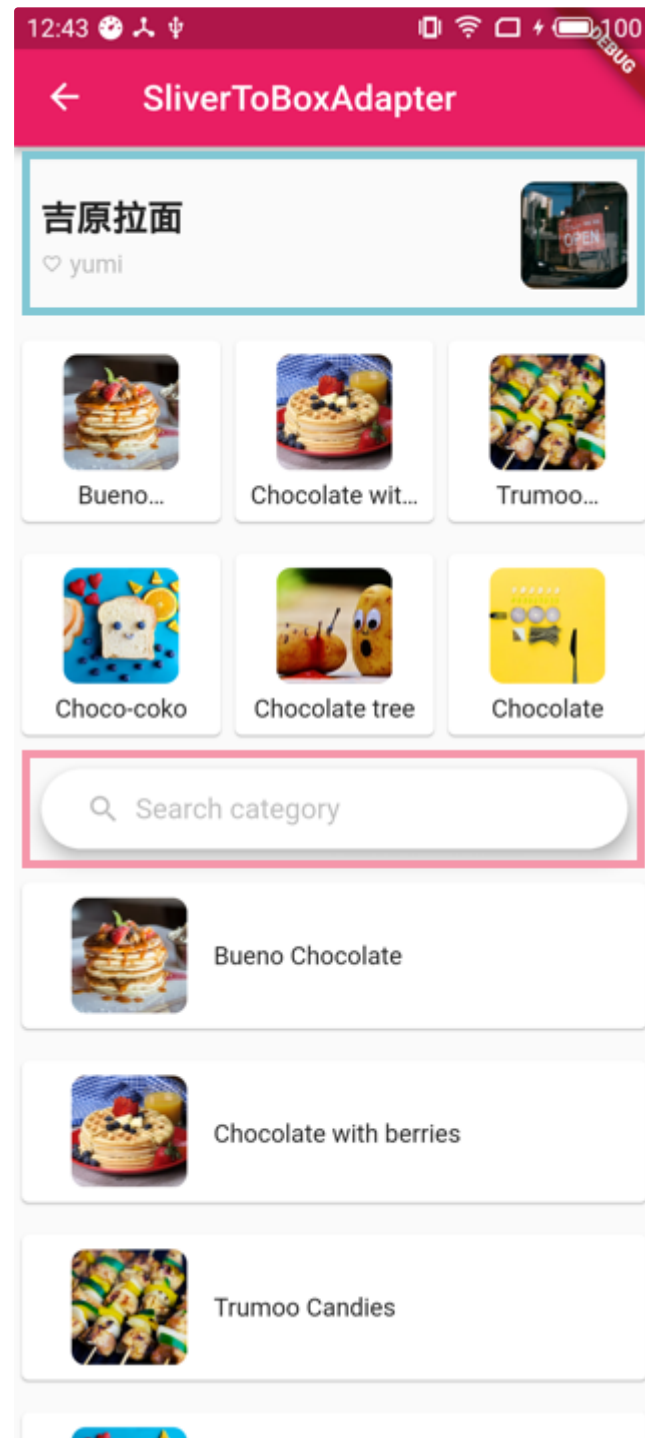 12:43
100
DEBUG
SliverToBoxAdapter
吉原拉面
yumi
OPEN
Bueno…
Chocolate wit…
Trumoo…
Choco-coko
Chocolate tree
Chocolate
Search category
Bueno Chocolate
Chocolate with berries
Trumoo Candies